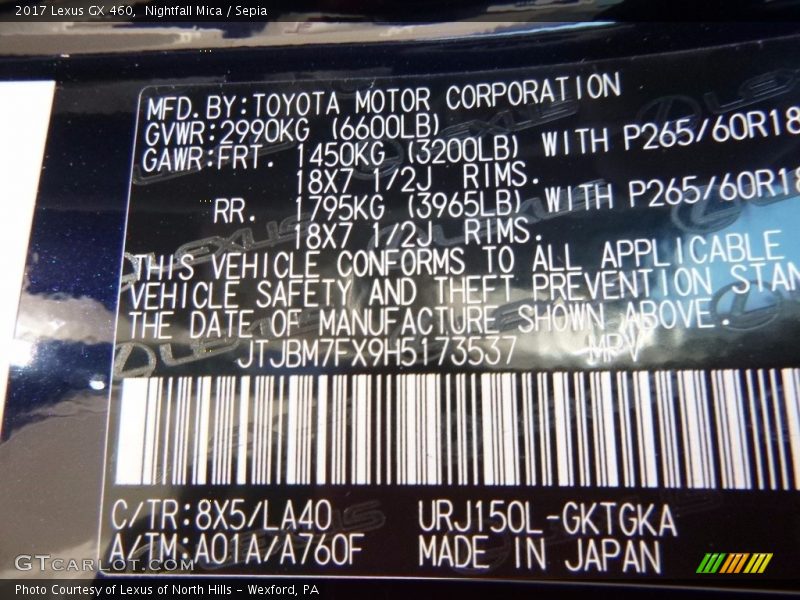 2017 Lexus GX 460, Nightfall Mica / Sepia
MFD.BY:TOYOTA MOTOR CORPORATION
GVWR:2990KG (6600LB)
GAWR:FRT. 1450KG (3200LB) WITH P265/60R18
18X7 1/2J RIMS.
RR. 1795KG (3965LB) WITH P265/60R18
18X7 1/2J RIMS.
THIS VEHICLE CONFORMS TO ALL APPLICABLE
VEHICLE SAFETY AND THEFT PREVENTION STAN
THE DATE OF MANUFACTURE SHOWN ABOVE.
JTJBM7FX9H5173537 MPV
C/TR:8X5/LA40 URJ150L-GKTGKA
A/TM:A01A/A760F MADE IN JAPAN
GTcarlot.com
Photo Courtesy of Lexus of North Hills - Wexford, PA